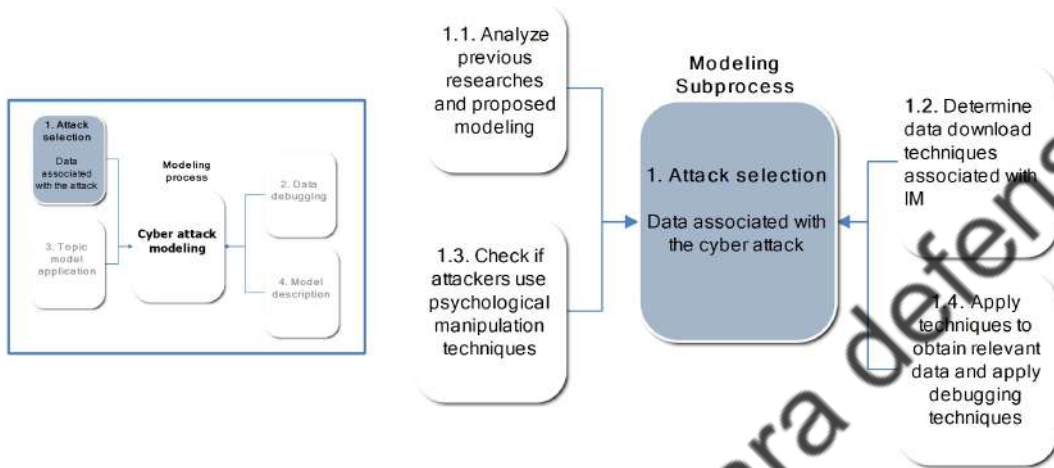 1. Attack
selection
Data
associated
with the attack
3. Topic
model
application
Modeling
process
Cyber attack
modeling
2. Data
debugging
4. Model
description
1.1. Analyze
previous
researches
and proposed
modeling
1.3. Check if
attackers use
psychological
manipulation
techniques
Modeling
Subprocess
1. Attack selection
Data associated with
the cyber attack
1.2. Determine
data download
techniques
associated with
IM
1.4. Apply
techniques to
obtain relevant
data and apply
debugging
techniques
ara defens